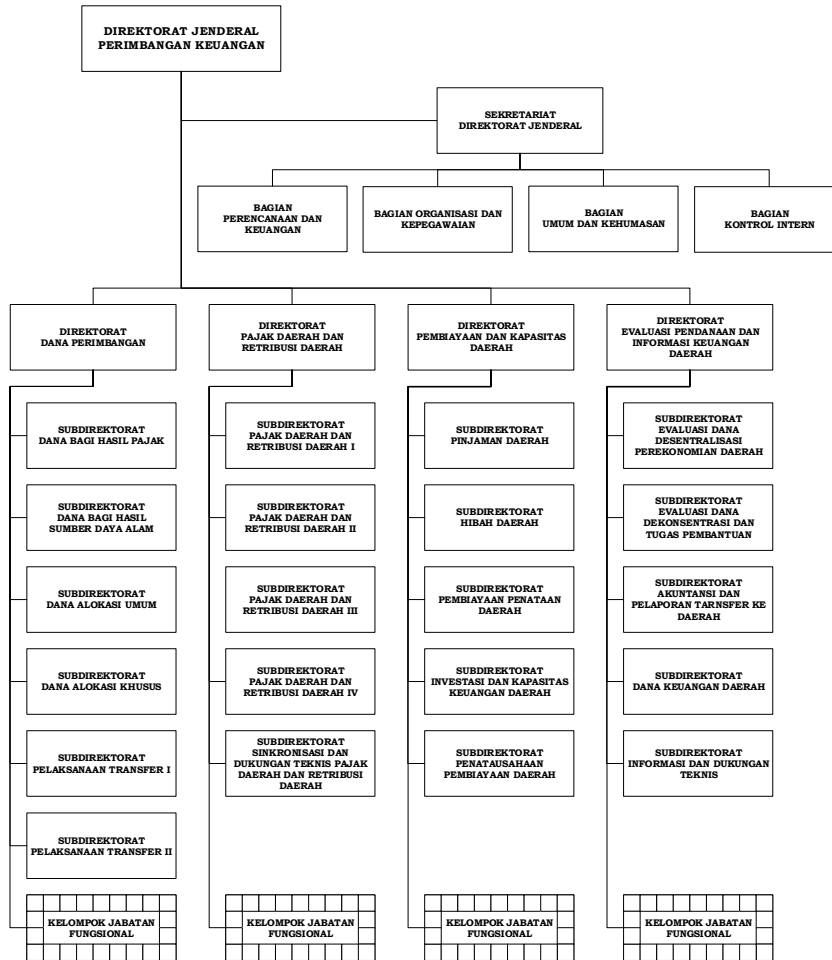 DIREKTORAT JENDERAL
PERIMBANGAN KEUANGAN
SEKRETARIAT
DIREKTORAT JENDERAL
BAGIAN
PERENCANAAN DAN
KEUANGAN
BAGIAN ORGANISASI DAN
KEPEGAWAIAN
BAGIAN
UMUM DAN KEHUMASAN
BAGIAN
KONTROL INTERN
DIREKTORAT
DANA PERIMBANGAN
DIREKTORAT
PAJAK DAERAH DAN
RETRIBUSI DAERAH
DIREKTORAT
PEMBIAYAAN DAN KAPASITAS
DAERAH
DIREKTORAT
EVALUASI PENDANAAN DAN
INFORMASI KEUANGAN
DAERAH
SUBDIREKTORAT
DANA BAGI HASIL PAJAK
SUBDIREKTORAT
PAJAK DAERAH DAN
RETRIBUSI DAERAH I
SUBDIREKTORAT
PINJAMAN DAERAH
SUBDIREKTORAT
EVALUASI DANA
DESENTRALISASI
PEREKONOMIAN DAERAH
SUBDIREKTORAT
DANA BAGI HASIL
SUMBER DAYA ALAM
SUBDIREKTORAT
PAJAK DAERAH DAN
RETRIBUSI DAERAH II
SUBDIREKTORAT
HIBAH DAERAH
SUBDIREKTORAT
EVALUASI DANA
DEKONSENTRASI DAN
TUGAS PEMBANTUAN
SUBDIREKTORAT
DANA ALOKASI UMUM
SUBDIREKTORAT
PAJAK DAERAH DAN
RETRIBUSI DAERAH III
SUBDIREKTORAT
PEMBIAYAAN PENATAAN
DAERAH
SUBDIREKTORAT
AKUNTANSI DAN
PELAPORAN TARNSFER KE
DAERAH
SUBDIREKTORAT
DANA ALOKASI KHUSUS
SUBDIREKTORAT
PAJAK DAERAH DAN
RETRIBUSI DAERAH IV
SUBDIREKTORAT
INVESTASI DAN KAPASITAS
KEUANGAN DAERAH
SUBDIREKTORAT
DANA KEUANGAN DAERAH
SUBDIREKTORAT
PELAKSANAAN TRANSFER I
SUBDIREKTORAT
SINKRONISASI DAN
DUKUNGAN TEKNIS PAJAK
DAERAH DAN RETRIBUSI
DAERAH
SUBDIREKTORAT
PENATAUSAHAAN
PEMBIAYAAN DAERAH
SUBDIREKTORAT
INFORMASI DAN DUKUNGAN
TEKNIS
SUBDIREKTORAT
PELAKSANAAN TRANSFER II
KELOMPOK JABATAN
FUNGSIONAL
KELOMPOK JABATAN
FUNGSIONAL
KELOMPOK JABATAN
FUNGSIONAL
KELOMPOK JABATAN
FUNGSIONAL